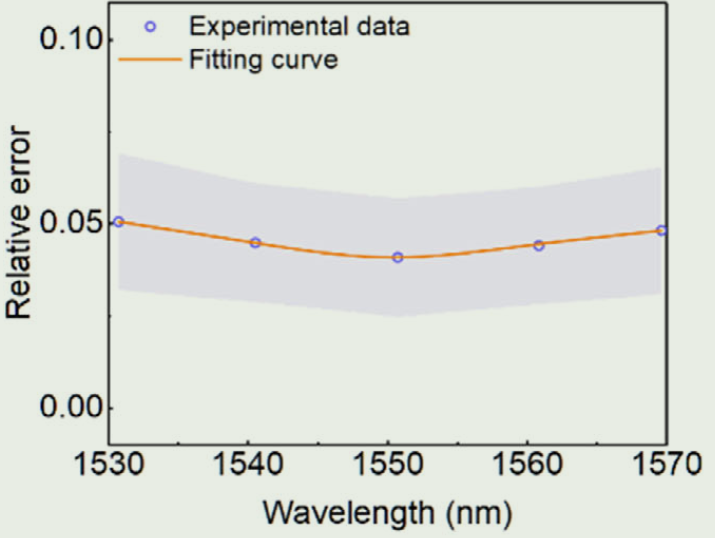 Experimental data
Fitting curve
0.10
0.05
0.00
Relative error
1530 1540 1550 1560 1570
Wavelength (nm)